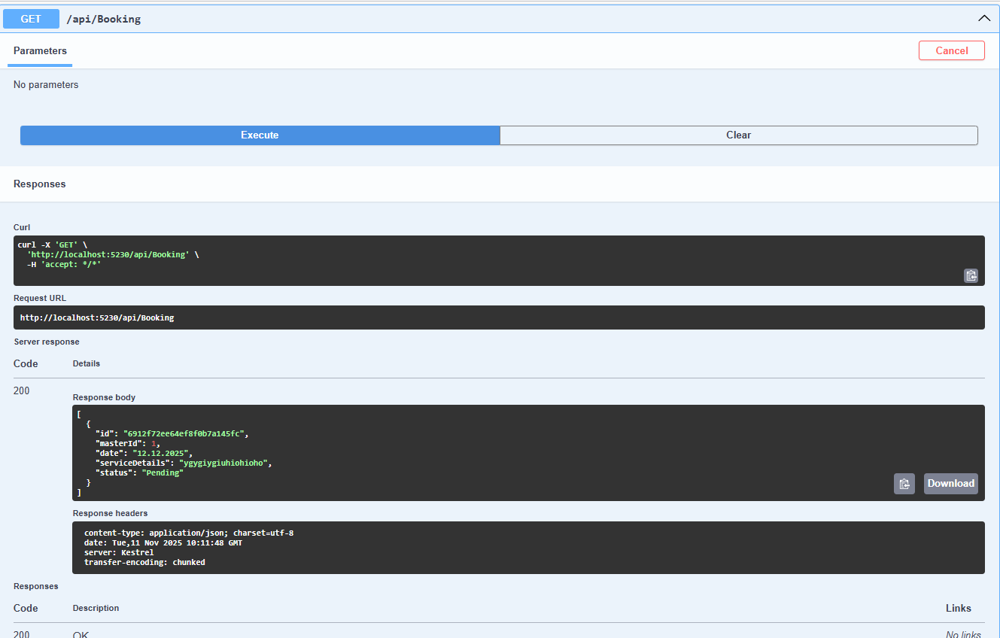 GET /api/Booking
Parameters Cancel
No parameters
Execute Clear
Responses
Curl
curl -X 'GET' \
'http://localhost:5230/api/Booking' \
-H 'accept: */*'
Request URL
http://localhost:5230/api/Booking
Server response
Code Details
200
Response body
[
{
"id": "6912f72ee64ef8f0b7a145fc",
"masterId": 1,
"date": "12.12.2025",
"serviceDetails": "ygygiygiuhiohioho",
"status": "Pending"
}
]
Download
Response headers
content-type: application/json; charset=utf-8
date: Tue,11 Nov 2025 10:11:48 GMT
server: Kestrel
transfer-encoding: chunked
Responses
Code Description Links
200 OK No links